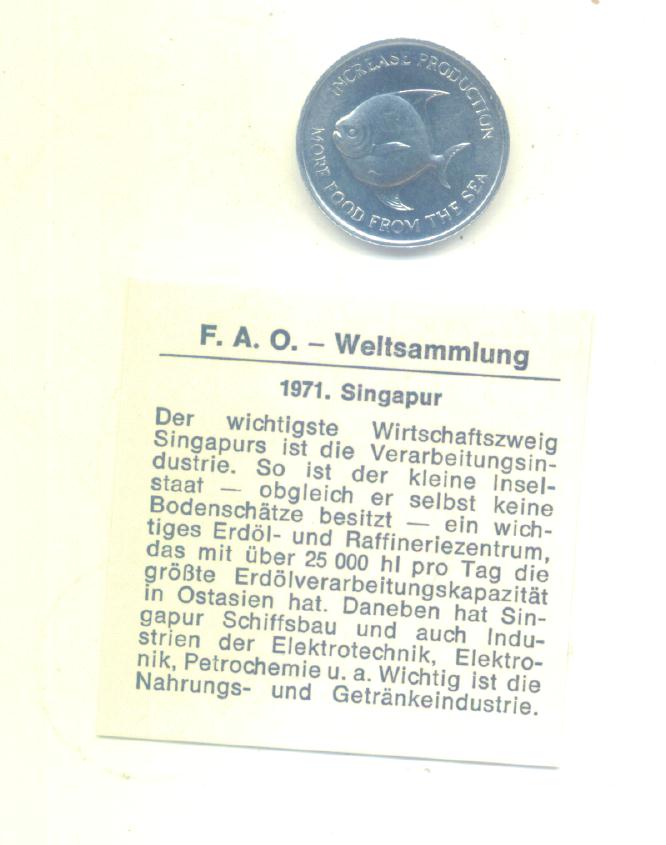 INCREASE PRODUCTION
MORE FOOD FROM THE SEA
F. A. O. – Weltsammlung
1971. Singapur
Der wichtigste Wirtschaftszweig
Singapurs ist die Verarbeitungsin-
dustrie. So ist der kleine Insel-
staat — obgleich er selbst keine
Bodenschätze besitzt — ein wich-
tiges Erdöl- und Raffineriezentrum,
das mit über 25 000 hl pro Tag die
größte Erdölverarbeitungskapazität
in Ostasien hat. Daneben hat Sin-
gapur Schiffsbau und auch Indu-
strien der Elektrotechnik, Elektro-
nik, Petrochemie u. a. Wichtig ist die
Nahrungs- und Getränkeindustrie.